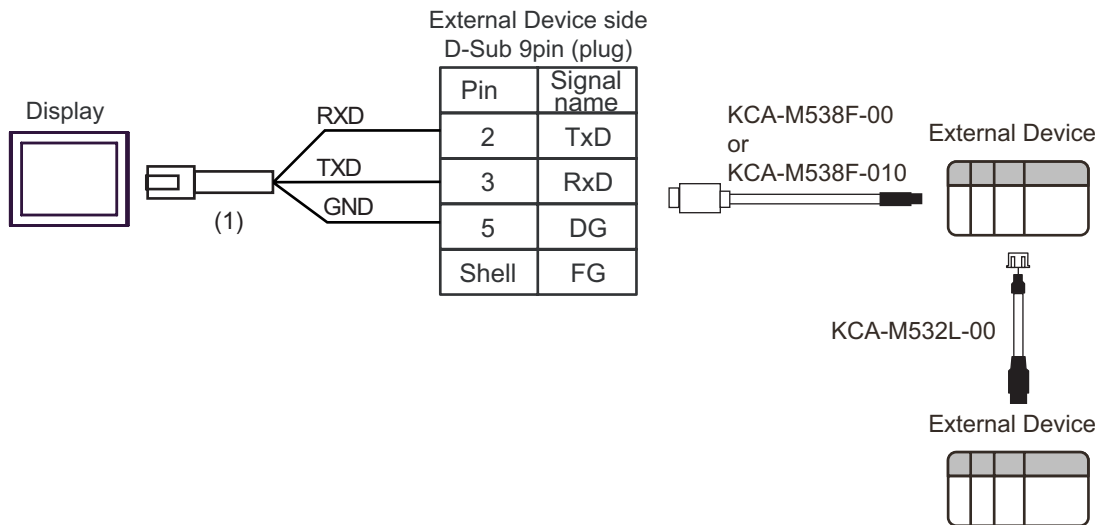 External Device side
D-Sub 9pin (plug)
Pin
Signal
name
Display
RXD
2
TxD
TXD
3
RxD
GND
5
DG
(1)
Shell
FG
KCA-M538F-00
or
KCA-M538F-010
External Device
KCA-M532L-00
External Device